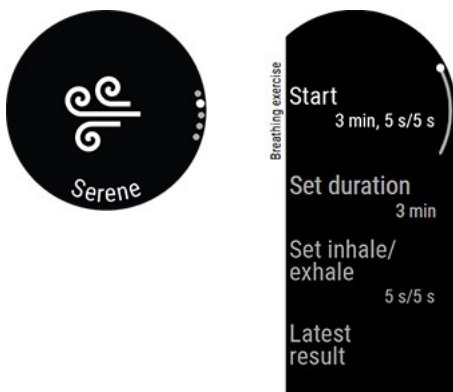 Serene
Breathing exercise
Start
3 min, 5 s/5 s
Set duration
3 min
Set inhale/
exhale
5 s/5 s
Latest
result